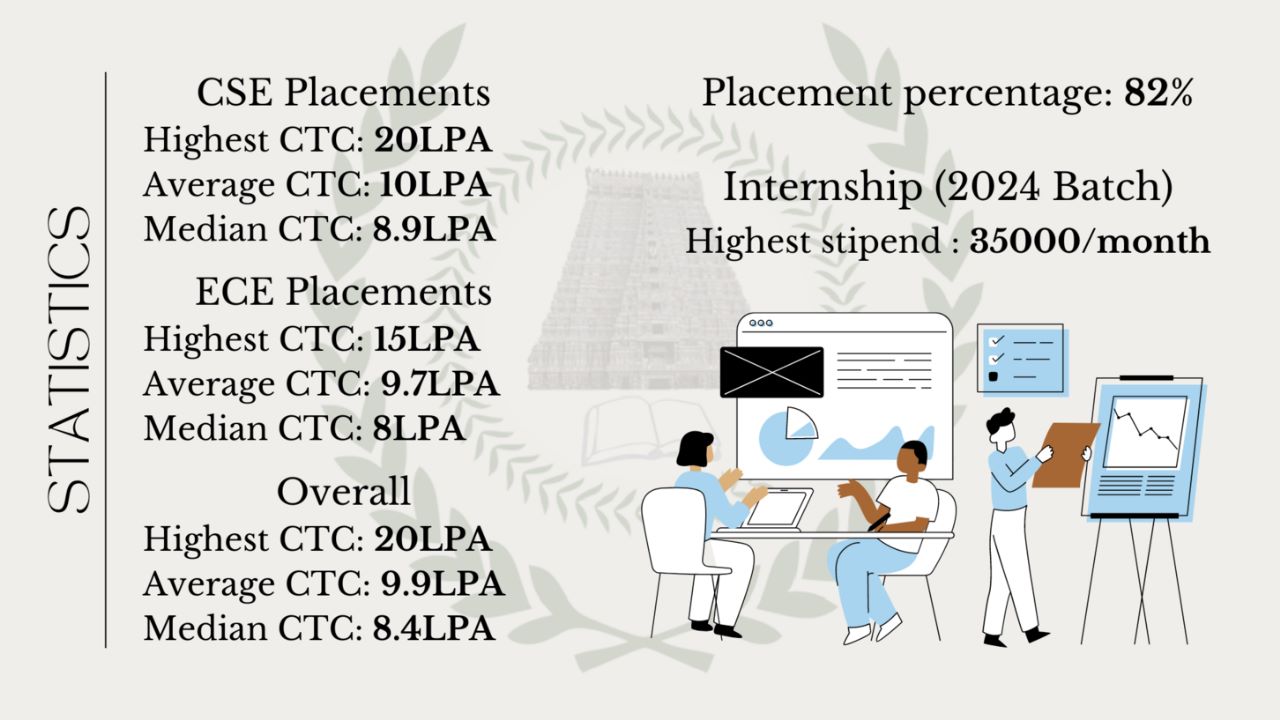 STATISTICS
CSE Placements
Highest CTC: 20LPA
Average CTC: 10LPA
Median CTC: 8.9LPA
ECE Placements
Highest CTC: 15LPA
Average CTC: 9.7LPA
Median CTC: 8LPA
Overall
Highest CTC: 20LPA
Average CTC: 9.9LPA
Median CTC: 8.4LPA
Placement percentage: 82%
Internship (2024 Batch)
Highest stipend : 35000/month